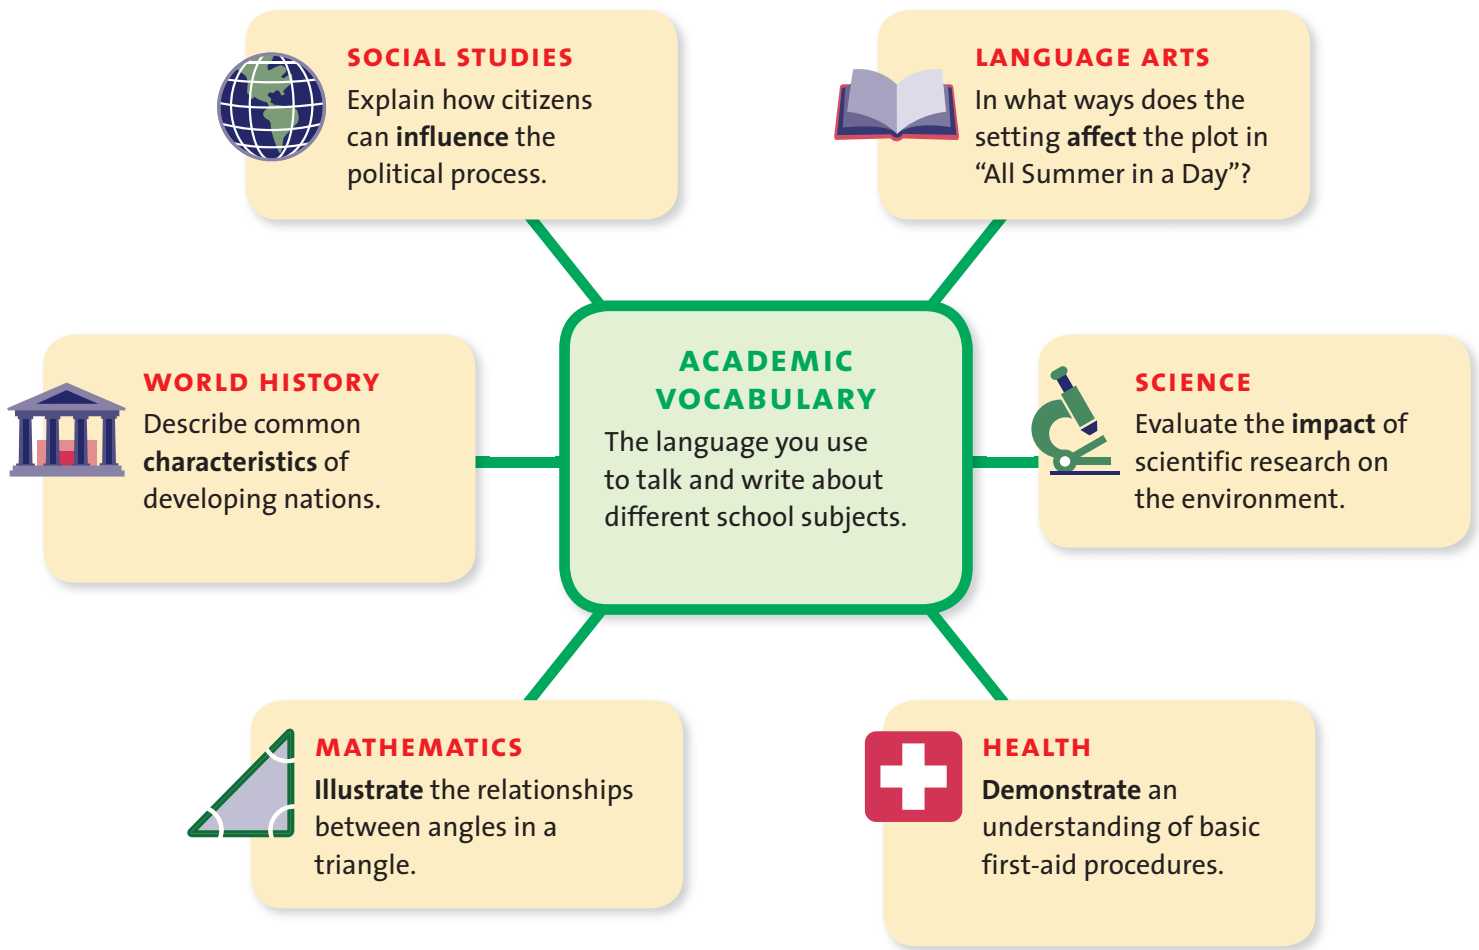 SOCIAL STUDIES
Explain how citizens
can influence the
political process.
LANGUAGE ARTS
In what ways does the
setting affect the plot in
“All Summer in a Day”?
WORLD HISTORY
Describe common
characteristics of
developing nations.
ACADEMIC
VOCABULARY
The language you use
to talk and write about
different school subjects.
SCIENCE
Evaluate the impact of
scientific research on
the environment.
MATHEMATICS
Illustrate the relationships
between angles in a
triangle.
HEALTH
Demonstrate an
understanding of basic
first-aid procedures.